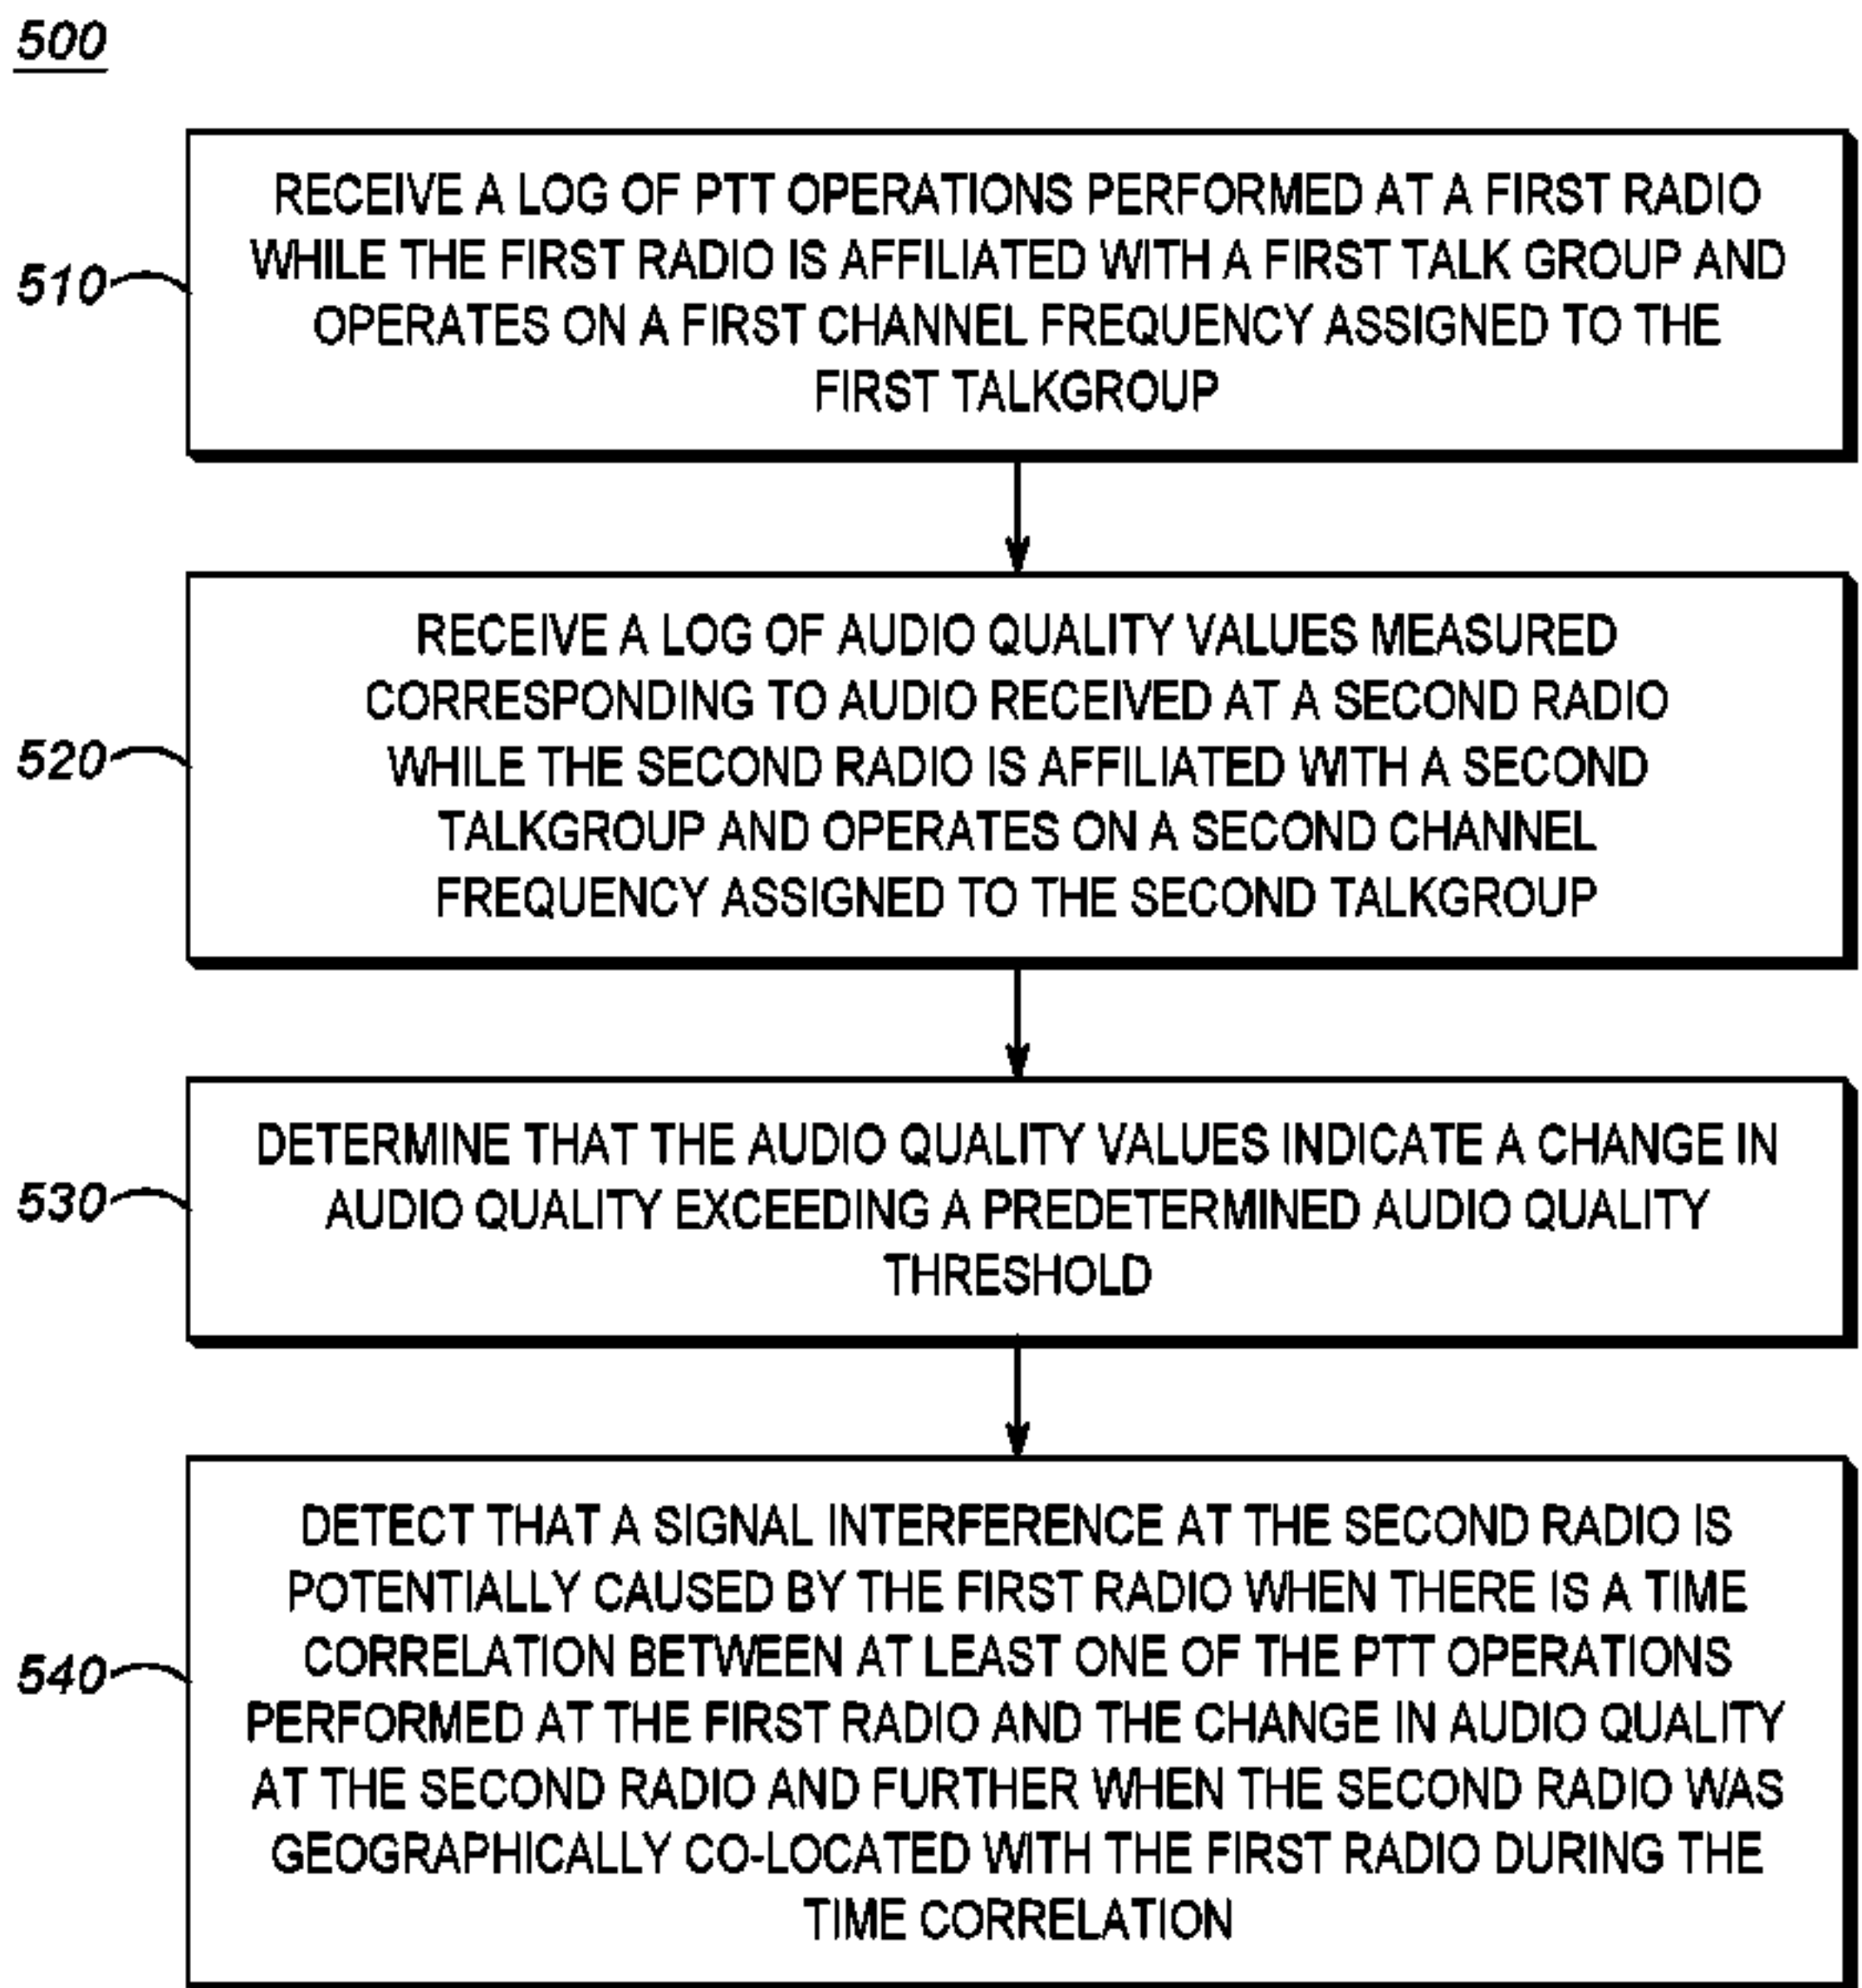 500
510
RECEIVE A LOG OF PTT OPERATIONS PERFORMED AT A FIRST RADIO
WHILE THE FIRST RADIO IS AFFILIATED WITH A FIRST TALK GROUP AND
OPERATES ON A FIRST CHANNEL FREQUENCY ASSIGNED TO THE
FIRST TALKGROUP
520
RECEIVE A LOG OF AUDIO QUALITY VALUES MEASURED
CORRESPONDING TO AUDIO RECEIVED AT A SECOND RADIO
WHILE THE SECOND RADIO IS AFFILIATED WITH A SECOND
TALKGROUP AND OPERATES ON A SECOND CHANNEL
FREQUENCY ASSIGNED TO THE SECOND TALKGROUP
530
DETERMINE THAT THE AUDIO QUALITY VALUES INDICATE A CHANGE IN
AUDIO QUALITY EXCEEDING A PREDETERMINED AUDIO QUALITY
THRESHOLD
540
DETECT THAT A SIGNAL INTERFERENCE AT THE SECOND RADIO IS
POTENTIALLY CAUSED BY THE FIRST RADIO WHEN THERE IS A TIME
CORRELATION BETWEEN AT LEAST ONE OF THE PTT OPERATIONS
PERFORMED AT THE FIRST RADIO AND THE CHANGE IN AUDIO QUALITY
AT THE SECOND RADIO AND FURTHER WHEN THE SECOND RADIO WAS
GEOGRAPHICALLY CO-LOCATED WITH THE FIRST RADIO DURING THE
TIME CORRELATION